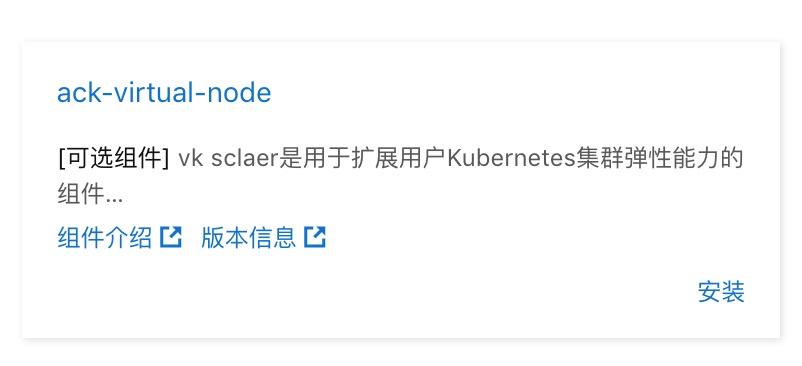 ack-virtual-node
[可选组件] vk sclaer是用于扩展用户Kubernetes集群弹性能力的
组件...
组件介绍 版本信息
安装